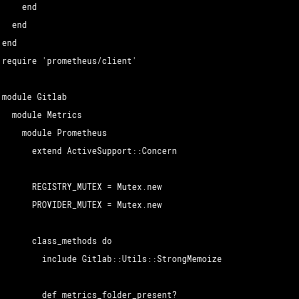 end
  end
end
require 'prometheus/client'

module Gitlab
  module Metrics
    module Prometheus
      extend ActiveSupport::Concern

      REGISTRY_MUTEX = Mutex.new
      PROVIDER_MUTEX = Mutex.new

      class_methods do
        include Gitlab::Utils::StrongMemoize

        def metrics_folder_present?